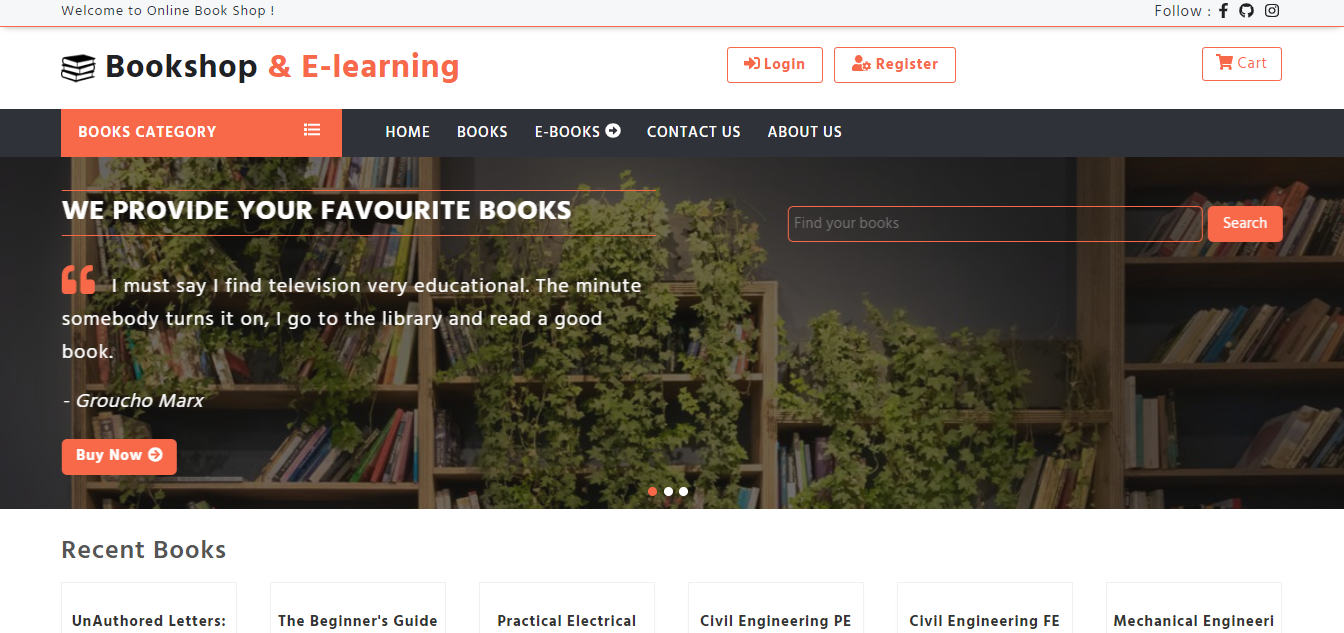 Welcome to Online Book Shop !
Follow :
Bookshop & E-learning
Login
Register
Cart
BOOKS CATEGORY
HOME
BOOKS
E-BOOKS
CONTACT US
ABOUT US
WE PROVIDE YOUR FAVOURITE BOOKS
Find your books
Search
“ I must say I find television very educational. The minute
somebody turns it on, I go to the library and read a good
book.
- Groucho Marx
Buy Now
Recent Books
UnAuthored Letters:
The Beginner's Guide
Practical Electrical
Civil Engineering PE
Civil Engineering FE
Mechanical Engineeri